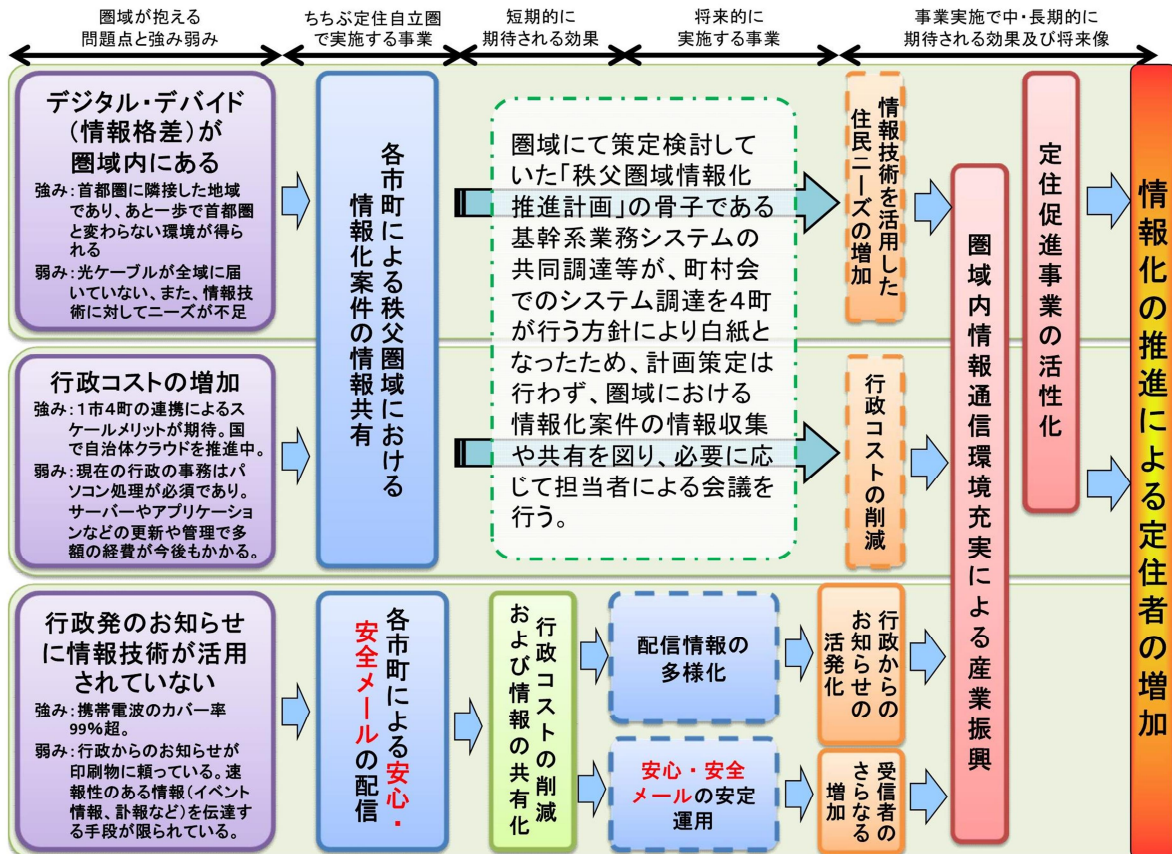 圏域が抱える
問題点と強み弱み
ちちぶ定住自立圏
で実施する事業
短期的に
期待される効果
将来的に
実施する事業
事業実施で中・長期的に
期待される効果及び将来像
デジタル・デバイド
(情報格差)が
圏域内にある
強み:首都圏に隣接した地域
であり、あと一歩で首都圏
と変わらない環境が得ら
れる
弱み:光ケーブルが全域に届
いていない、また、情報技
術に対してニーズが不足
行政コストの増加
強み:1市4町の連携によるス
ケールメリットが期待。国
で自治体クラウドを推進中。
弱み:現在の行政の事務はパ
ソコン処理が必須であり。
サーバーやアプリケーショ
ンなどの更新や管理で多
額の経費が今後もかかる。
行政発のお知らせ
に情報技術が活用
されていない
強み:携帯電波のカバー率
99%超。
弱み:行政からのお知らせが
印刷物に頼っている。速
報性のある情報(イベント
情報、訃報など)を伝達す
る手段が限られている。
各市町による秩父圏域における
情報化案件の情報共有
各市町による安心・
安全メールの配信
圏域にて策定検討して
いた「秩父圏域情報化
推進計画」の骨子である
基幹系業務システムの
共同調達等が、町村会
でのシステム調達を4町
が行う方針により白紙と
なったため、計画策定は
行わず、圏域における
情報化案件の情報収集
や共有を図り、必要に応
じて担当者による会議を
行う。
行政コストの削減
および情報の共有化
配信情報の
多様化
安心・安全
メールの安定
運用
情報技術を活用した
住民ニーズの増加
行政コストの削減
行政からの
お知らせの
活発化
受信者の
さらなる
増加
圏域内情報通信環境充実による産業振興
定住促進事業の活性化
情報化の推進による定住者の増加